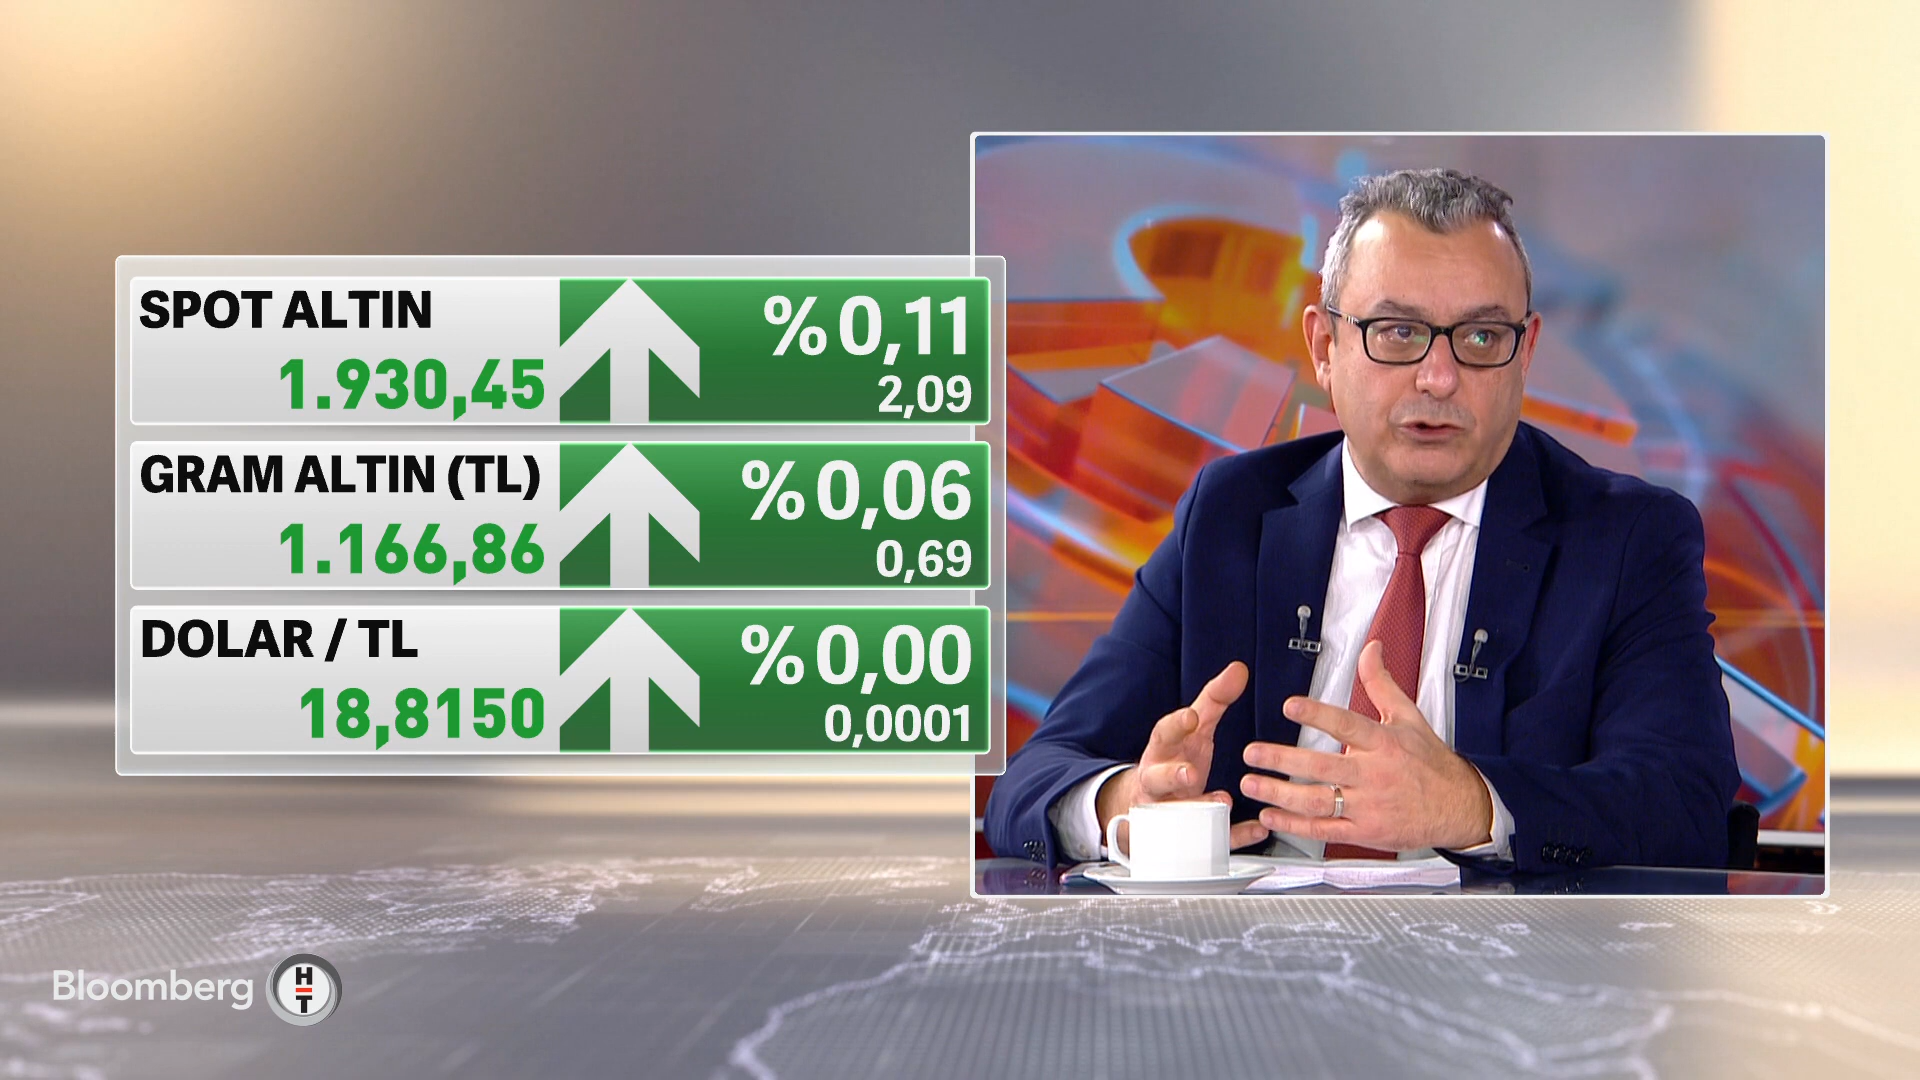 SPOT ALTIN
1.930,45
%0,11
2,09
GRAM ALTIN (TL)
1.166,86
%0,06
0,69
DOLAR / TL
18,8150
%0,00
0,0001
Bloomberg HT